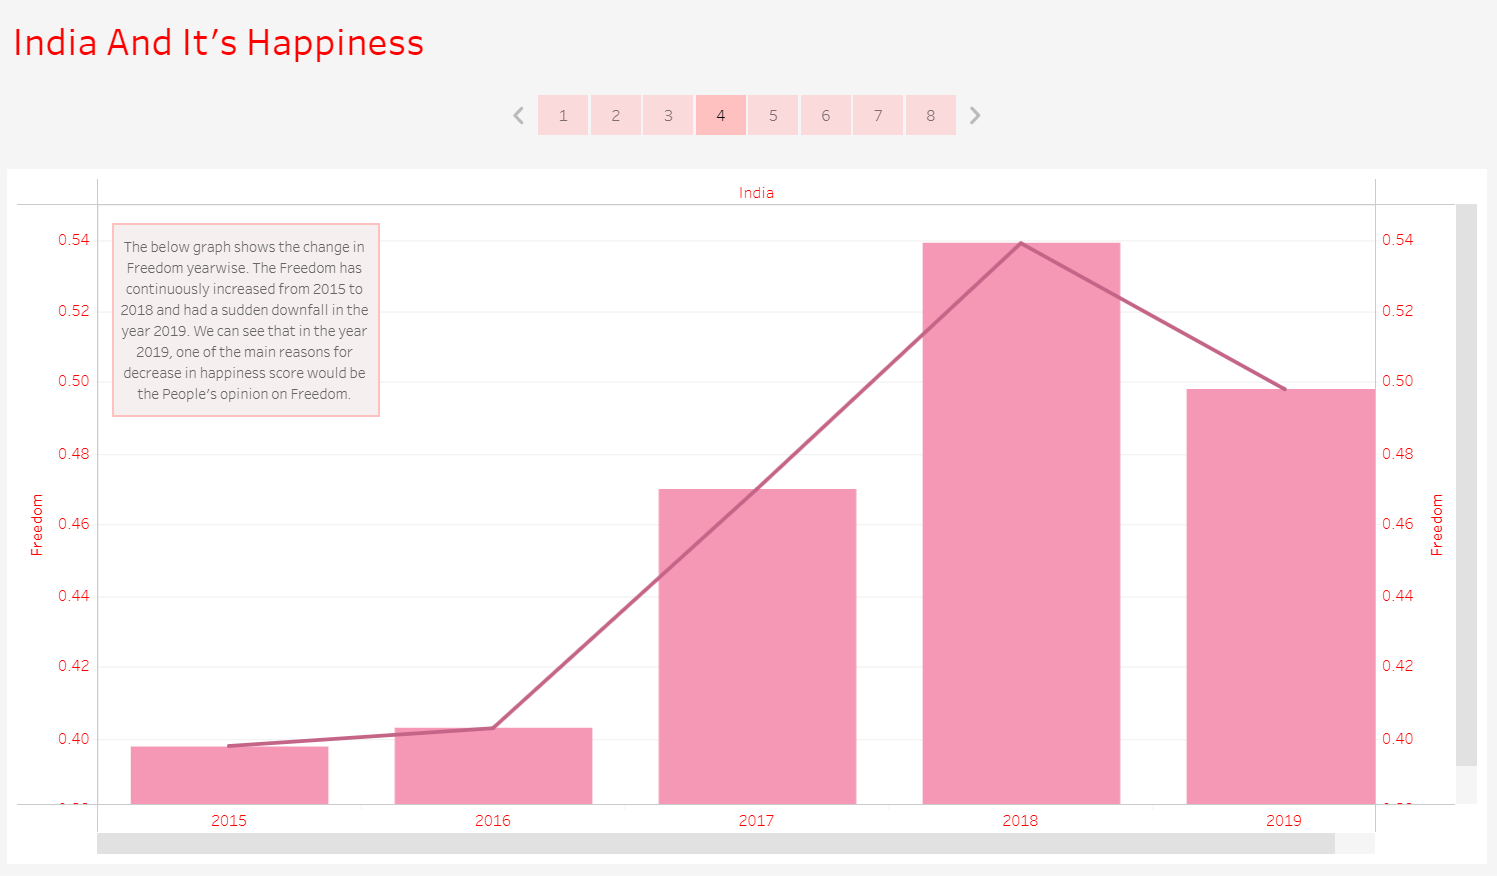 India And It’s Happiness
1 2 3 4 5 6 7 8
India
The below graph shows the change in
Freedom yearwise. The Freedom has
continuously increased from 2015 to
2018 and had a sudden downfall in the
year 2019. We can see that in the year
2019, one of the main reasons for
decrease in happiness score would be
the People’s opinion on Freedom.
Freedom
0.54
0.52
0.50
0.48
0.46
0.44
0.42
0.40
0.54
0.52
0.50
0.48
0.46
0.44
0.42
0.40
Freedom
2015 2016 2017 2018 2019